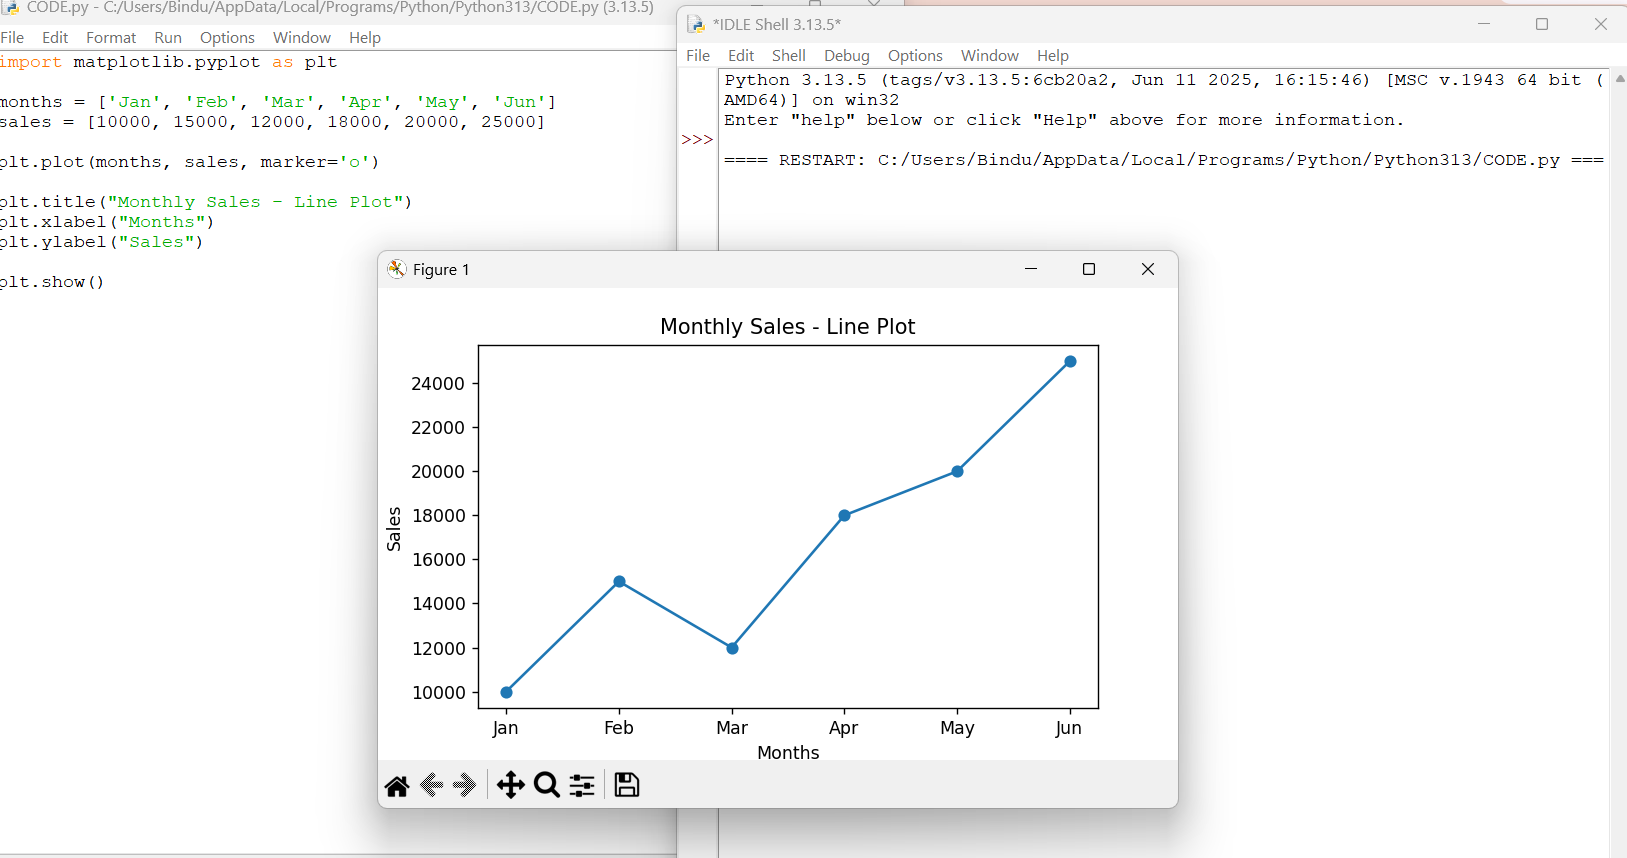 CODE.py - C:/Users/Bindu/AppData/Local/Programs/Python/Python313/CODE.py (3.13.5)
File Edit Format Run Options Window Help
import matplotlib.pyplot as plt
months = ['Jan', 'Feb', 'Mar', 'Apr', 'May', 'Jun']
sales = [10000, 15000, 12000, 18000, 20000, 25000]
plt.plot(months, sales, marker='o')
plt.title("Monthly Sales - Line Plot")
plt.xlabel("Months")
plt.ylabel("Sales")
plt.show()
*IDLE Shell 3.13.5*
File Edit Shell Debug Options Window Help
Python 3.13.5 (tags/v3.13.5:6cb20a2, Jun 11 2025, 16:15:46) [MSC v.1943 64 bit (
AMD64)] on win32
Enter "help" below or click "Help" above for more information.
>>>
==== RESTART: C:/Users/Bindu/AppData/Local/Programs/Python/Python313/CODE.py ===
Figure 1
Monthly Sales - Line Plot
24000
22000
20000
18000
16000
14000
12000
10000
Sales
Jan Feb Mar Apr May Jun
Months